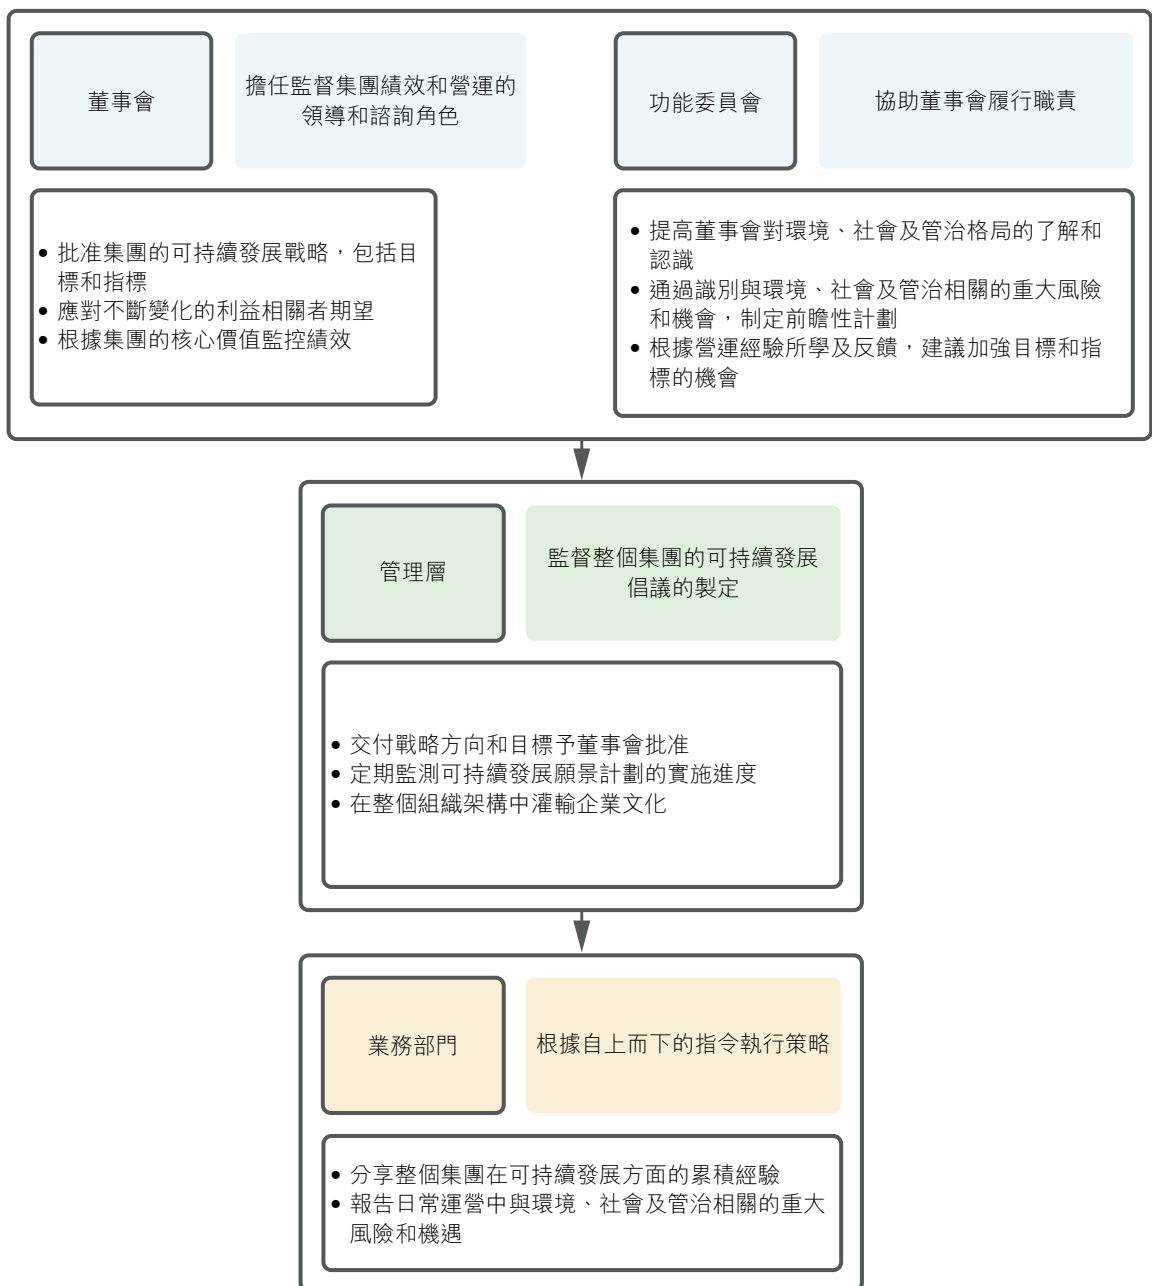 董事會
擔任監督集團績效和營運的
領導和諮詢角色
功能委員會
協助董事會履行職責
• 批准集團的可持續發展戰略，包括目
標和指標
• 應對不斷變化的利益相關者期望
• 根據集團的核心價值監控績效
• 提高董事會對環境、社會及管治格局的了解和
認識
• 通過識別與環境、社會及管治相關的重大風險
和機會，制定前瞻性計劃
• 根據營運經驗所學及反饋，建議加強目標和指
標的機會
管理層
監督整個集團的可持續發展
倡議的製定
• 交付戰略方向和目標予董事會批准
• 定期監測可持續發展願景計劃的實施進度
• 在整個組織架構中灌輸企業文化
業務部門
根據自上而下的指令執行策略
• 分享整個集團在可持續發展方面的累積經驗
• 報告日常運營中與環境、社會及管治相關的重大
風險和機遇